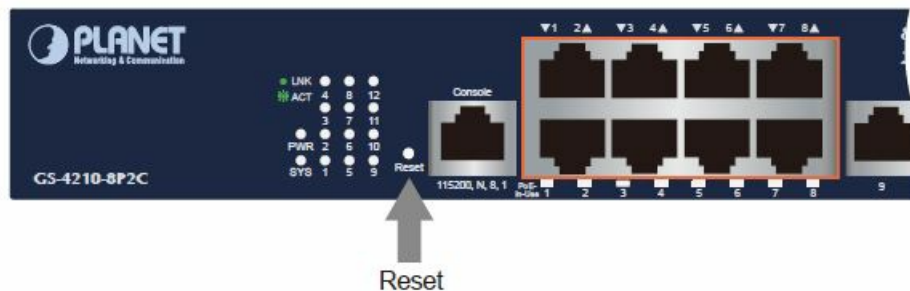 PLANET
Networking & Communication
▼1 2▲ ▼3 4▲ ▼5 6▲ ▼7 8▲
LNK
ACT 4 8 12
3 7 11
PWR 2 6 10
SYS 1 5 9
Reset
Console
115200, N, 8, 1
PoE-
In-Use 1 2 3 4 5 6 7 8
9
GS-4210-8P2C
Reset